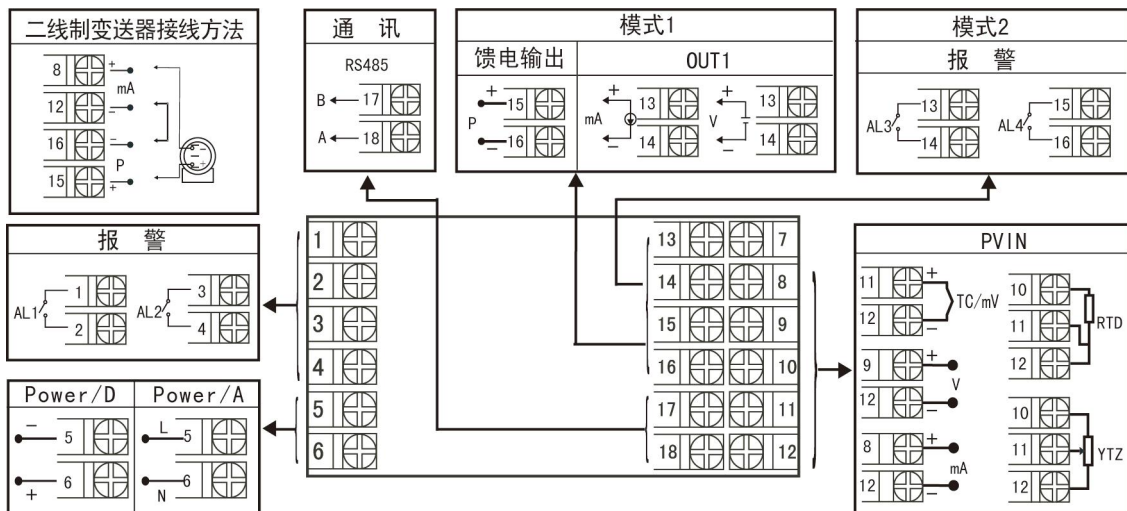 二线制变送器接线方法
8 + mA
12 −
16 − P
15 +
通 讯
RS485
B 17
A 18
模式1
馈电输出 OUT1
+ 15
P
− 16
+ 13
mA
− 14
+ 13
V
− 14
模式2
报 警
13
AL3
14
15
AL4
16
报 警
1
AL1
2
3
AL2
4
Power/D Power/A
− 5
+ 6
L 5
N 6
1
2
3
4
5
6
13 7
14 8
15 9
16 10
17 11
18 12
PVIN
11 +
TC/mV
12 −
9 +
V
12 −
8 +
mA
12 −
10
11 RTD
12
10
11 YTZ
12